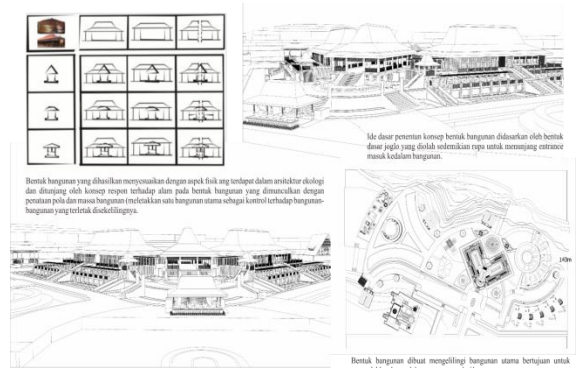 Ide dasar penentun konsep bentuk bangunan didasarkan oleh bentuk
dasar joglo yang diolah sedemikian rupa untuk menunjang entrance
masuk kedalam bangunan.
Bentuk bangunan yang dihasilkan menyesuaikan dengan aspek fisik ang terdapat dalam arsitektur ekologi
dan ditunjang oleh konsep respon terhadap alam pada bentuk bangunan yang dimunculkan dengan
penataan pola dan massa bangunan (meletakkan satu bangunan utama sebagai kontrol terhadap bangunan-
bangunan yang terletak disekelilingnya.
140m
Bentuk bangunan dibuat mengelilingi bangunan utama bertujuan untuk